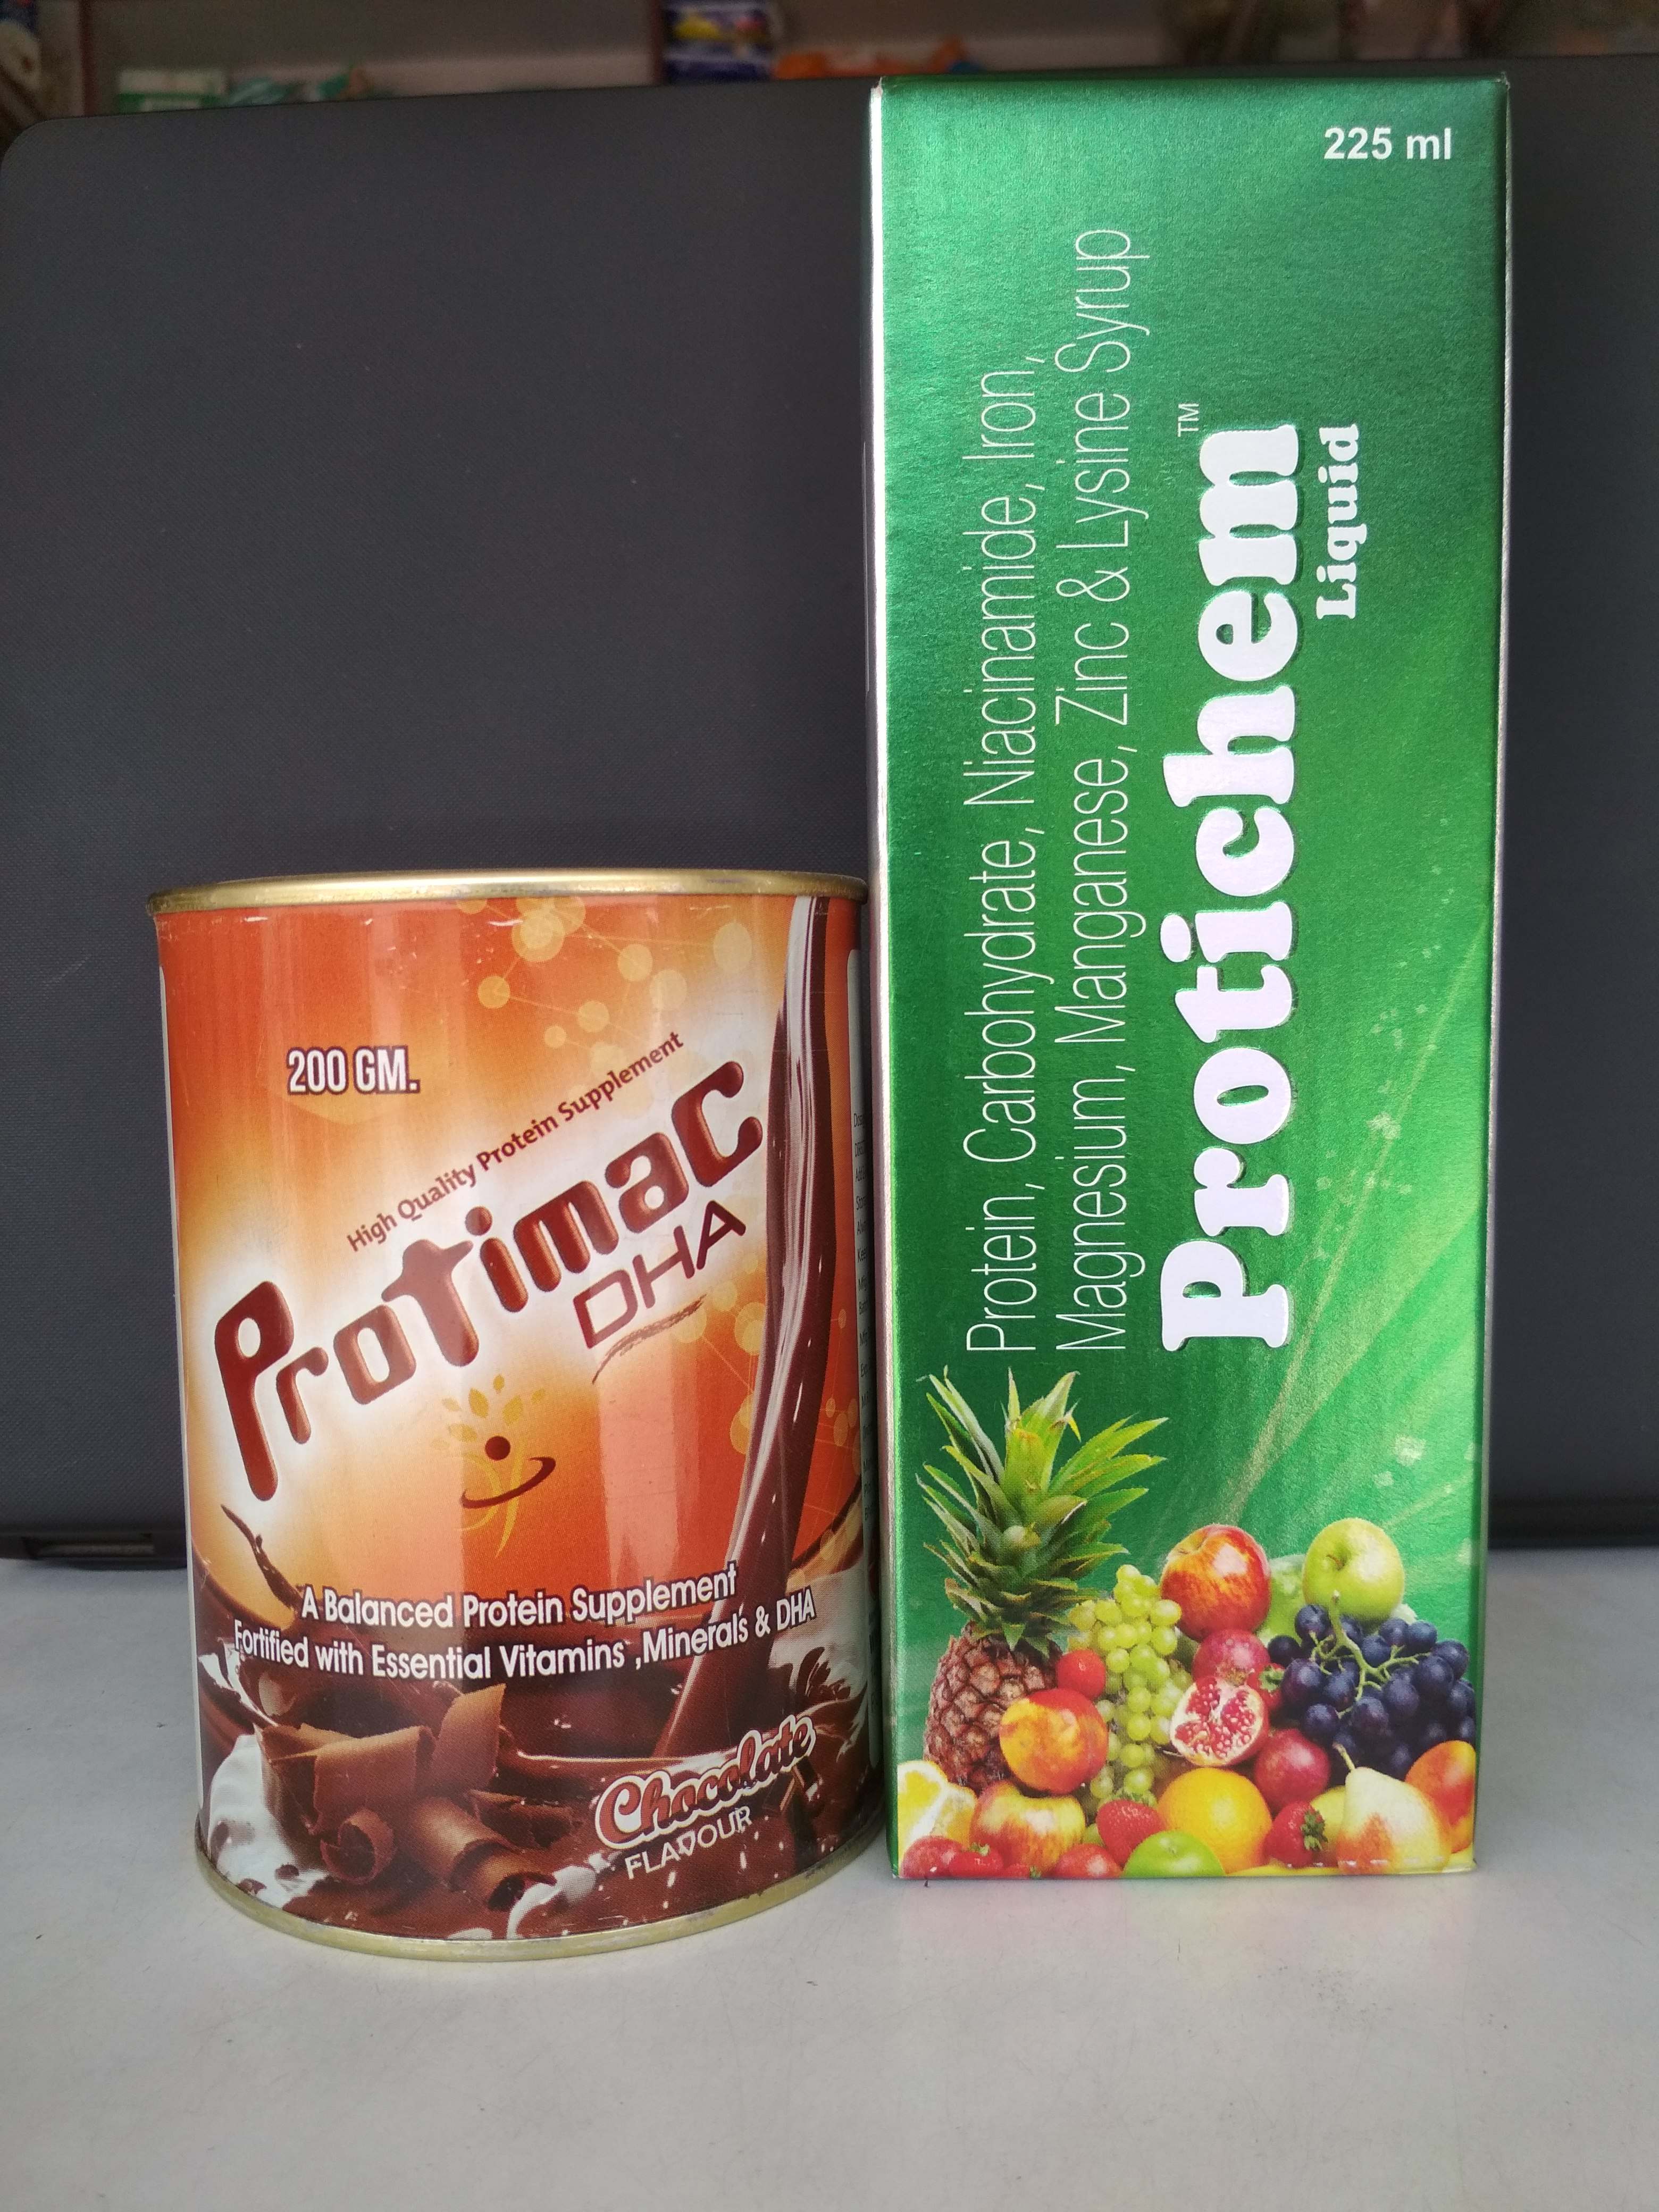 200 GM.
High Quality Protein Supplement
Protimac
DHA
A Balanced Protein Supplement
Fortified with Essential Vitamins ,Minerals & DHA
Chocolate
FLAVOUR
225 ml
Protein, Carbohydrate, Niacinamide, Iron,
Magnesium, Manganese, Zinc & Lysine Syrup
Protichem™
Liquid